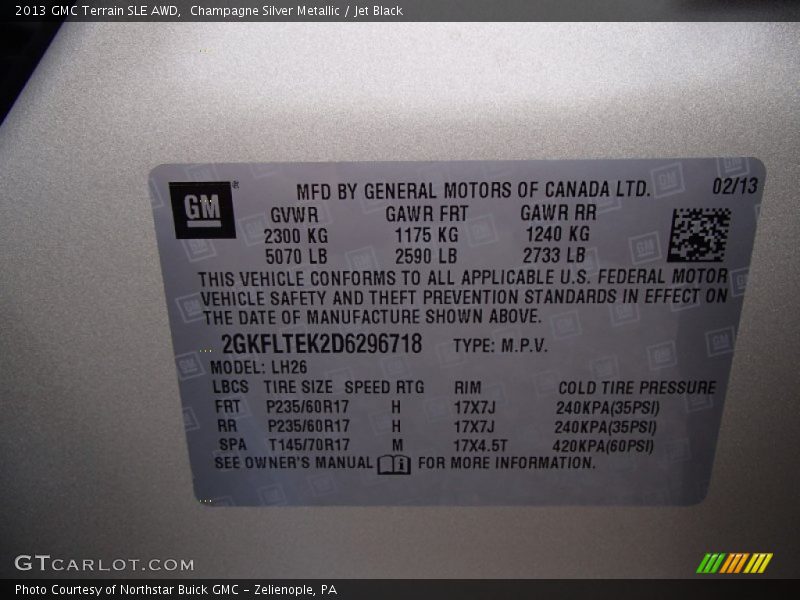 2013 GMC Terrain SLE AWD,  Champagne Silver Metallic / Jet Black
GM® MFD BY GENERAL MOTORS OF CANADA LTD. 02/13
GVWR GAWR FRT GAWR RR
2300 KG 1175 KG 1240 KG
5070 LB 2590 LB 2733 LB
THIS VEHICLE CONFORMS TO ALL APPLICABLE U.S. FEDERAL MOTOR
VEHICLE SAFETY AND THEFT PREVENTION STANDARDS IN EFFECT ON
THE DATE OF MANUFACTURE SHOWN ABOVE.
2GKFLTEK2D6296718 TYPE: M.P.V.
MODEL: LH26
LBCS TIRE SIZE SPEED RTG RIM COLD TIRE PRESSURE
FRT P235/60R17 H 17X7J 240KPA(35PSI)
RR P235/60R17 H 17X7J 240KPA(35PSI)
SPA T145/70R17 M 17X4.5T 420KPA(60PSI)
SEE OWNER'S MANUAL i FOR MORE INFORMATION.
GTCARLOT.COM
Photo Courtesy of Northstar Buick GMC - Zelienople, PA